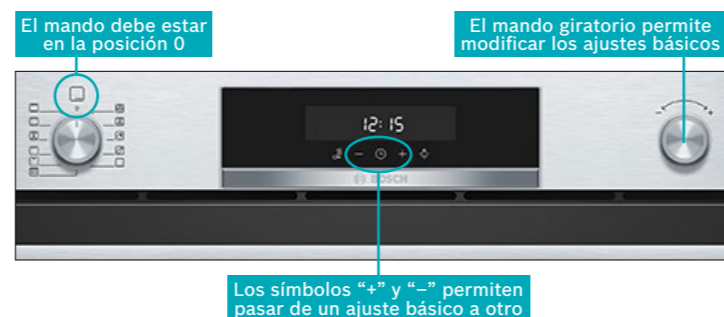 El mando debe estar
en la posición 0
El mando giratorio permite
modificar los ajustes básicos
12:15
- +
BOSCH
- +
Los símbolos “+” y “–” permiten
pasar de un ajuste básico a otro